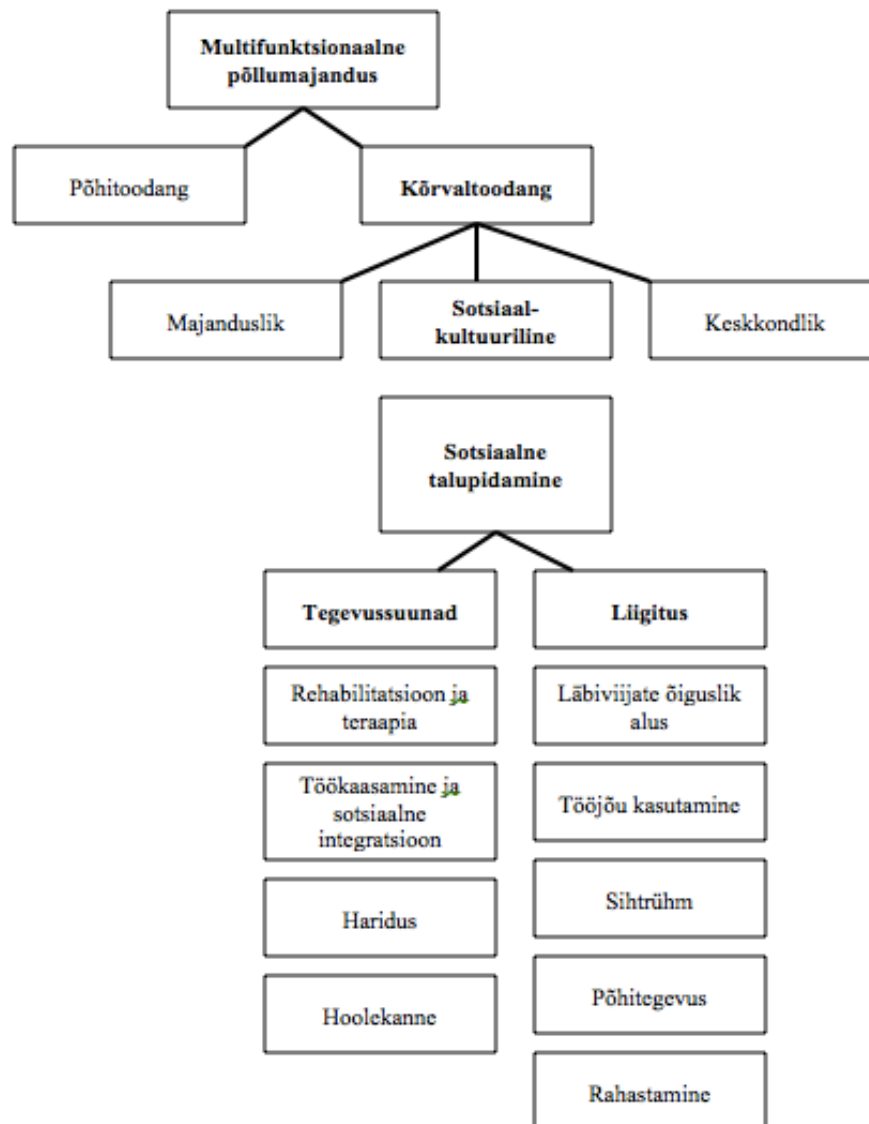 Multifunktsionaalne
põllumajandus
Põhitoodang
Kõrvaltoodang
Majanduslik
Sotsiaal-
kultuuriline
Keskkondlik
Sotsiaalne
talupidamine
Tegevussuunad
Liigitus
Rehabilitatsioon ja
teraapia
Läbiviijate õiguslik
alus
Töökaasamine ja
sotsiaalne
integratsioon
Tööjõu kasutamine
Haridus
Sihtrühm
Hoolekanne
Põhitegevus
Rahastamine